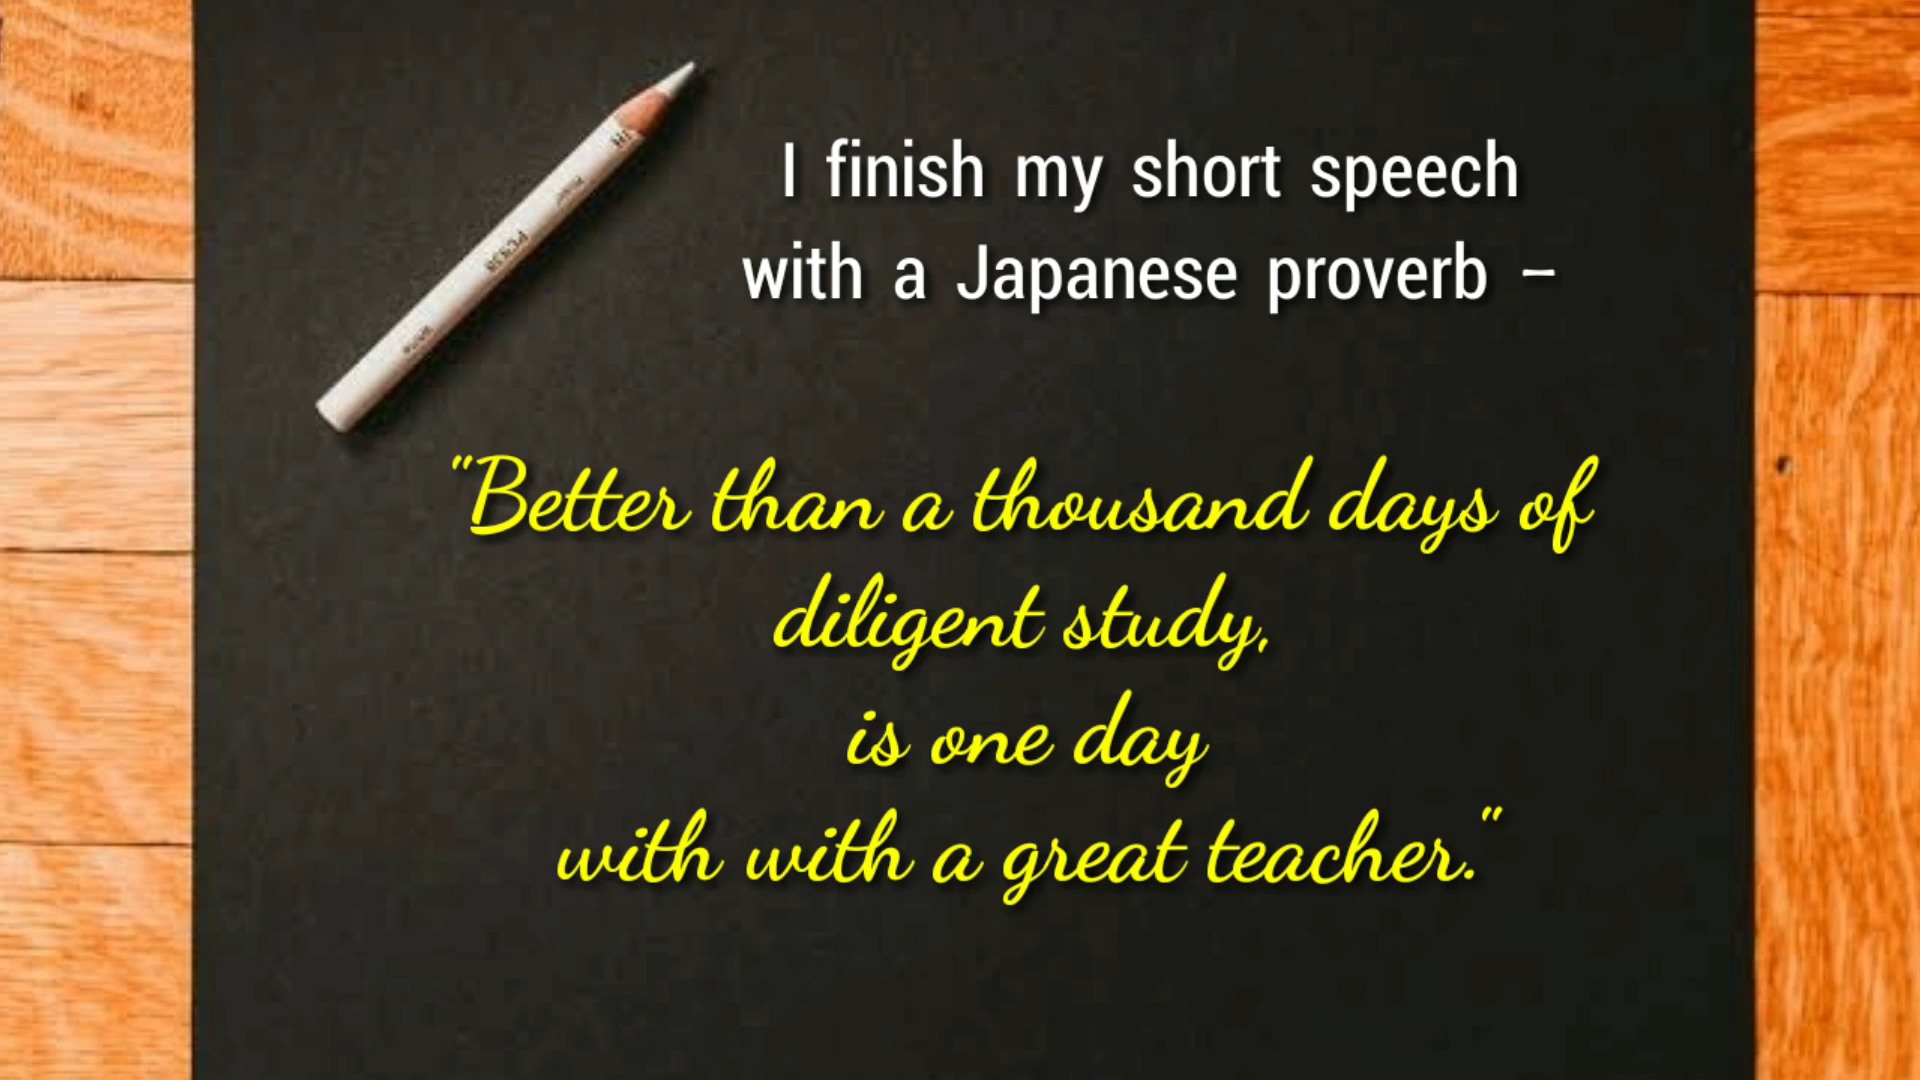 I finish my short speech
with a Japanese proverb –
"Better than a thousand days of
diligent study,
is one day
with with a great teacher."